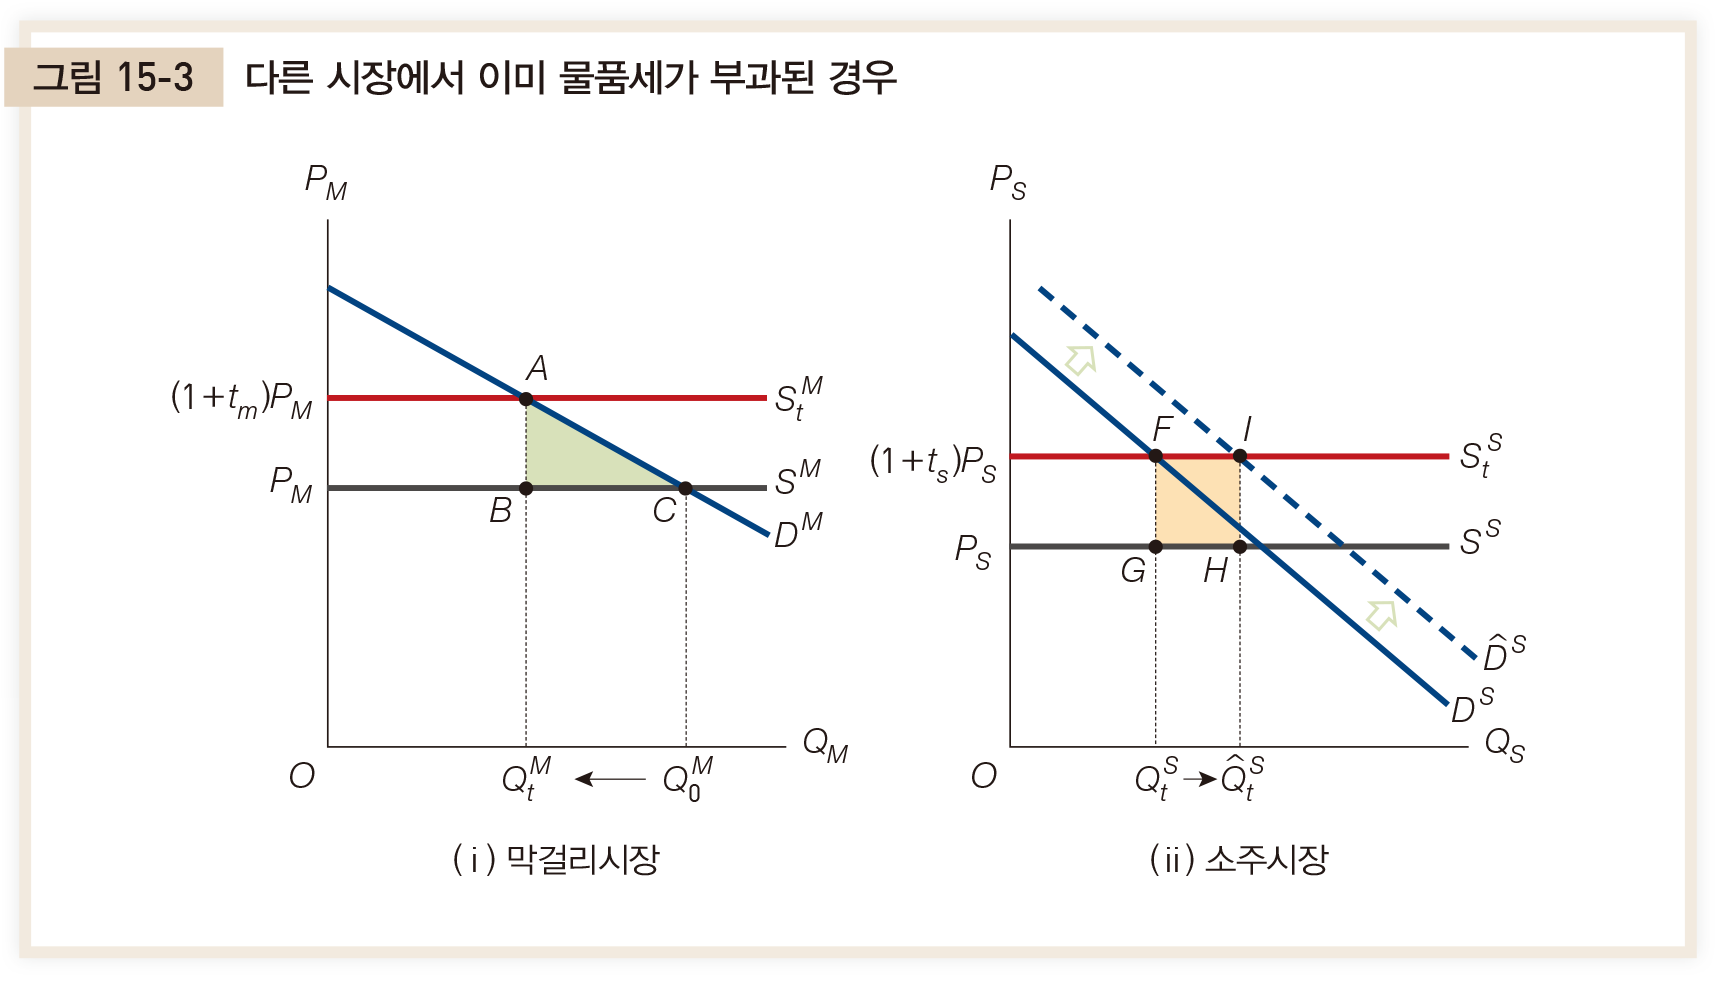 그림 15-3 다른 시장에서 이미 물품세가 부과된 경우
P_M
(1+t_m)P_M
P_M
A
B
C
S_t^M
S^M
D^M
Q_M
O
Q_t^M
Q_0^M
(ⅰ) 막걸리시장
P_S
(1+t_s)P_S
P_S
F
I
G
H
S_t^S
S^S
D̂^S
D^S
Q_S
O
Q_t^S
Q̂_t^S
(ⅱ) 소주시장